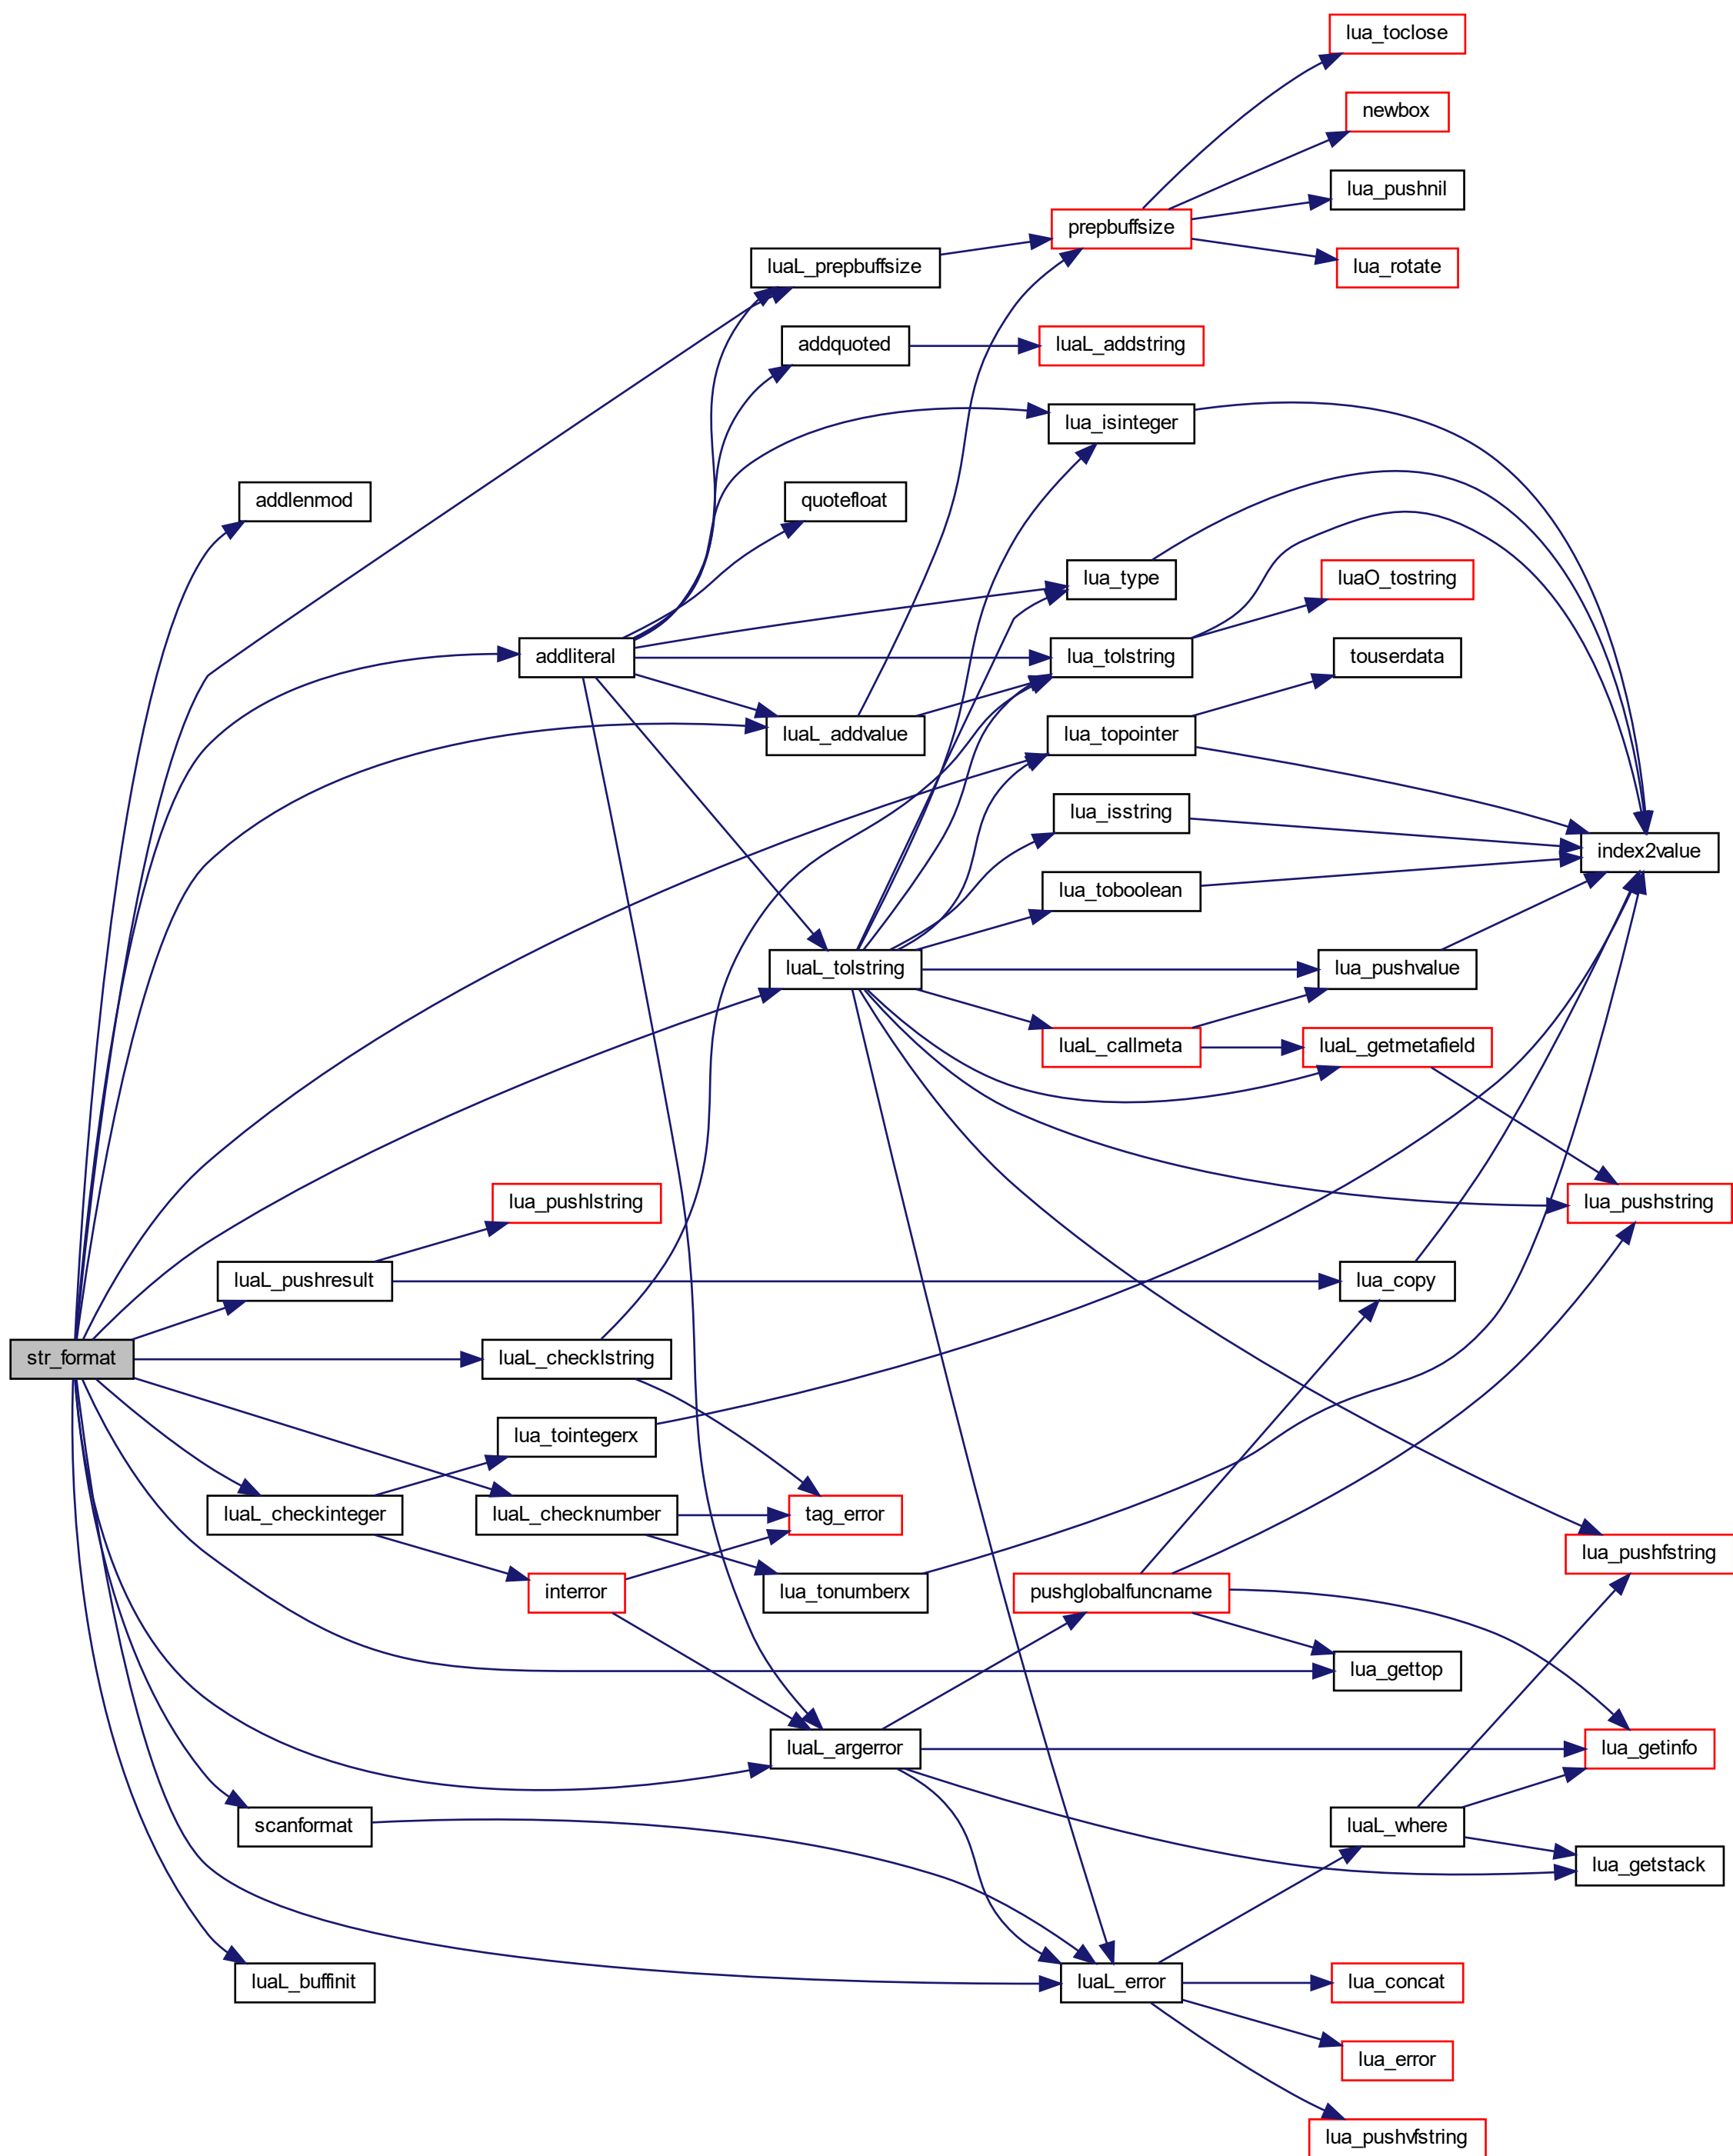 lua_toclose
newbox
lua_pushnil
prepbuffsize
luaL_prepbuffsize
lua_rotate
addquoted
luaL_addstring
lua_isinteger
addlenmod
quotefloat
lua_type
luaO_tostring
addliteral
lua_tolstring
touserdata
luaL_addvalue
lua_topointer
lua_isstring
index2value
lua_toboolean
luaL_tolstring
lua_pushvalue
luaL_callmeta
luaL_getmetafield
lua_pushlstring
lua_pushstring
luaL_pushresult
lua_copy
str_format
luaL_checklstring
lua_tointegerx
luaL_checkinteger
luaL_checknumber
tag_error
lua_pushfstring
interror
lua_tonumberx
pushglobalfuncname
lua_gettop
luaL_argerror
lua_getinfo
scanformat
luaL_where
lua_getstack
luaL_buffinit
luaL_error
lua_concat
lua_error
lua_pushvfstring